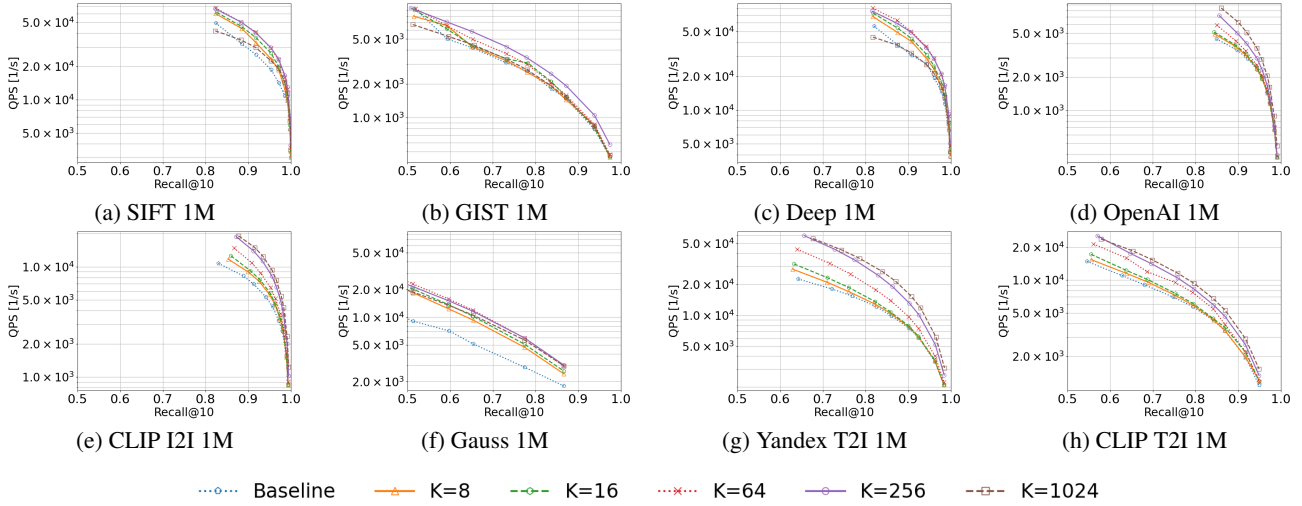 QPS [1/s]
5.0 × 10⁴
2.0 × 10⁴
1.0 × 10⁴
5.0 × 10³
0.5 0.6 0.7 0.8 0.9 1.0
Recall@10
(a) SIFT 1M
QPS [1/s]
5.0 × 10³
2.0 × 10³
1.0 × 10³
0.5 0.6 0.7 0.8 0.9 1.0
Recall@10
(b) GIST 1M
QPS [1/s]
5.0 × 10⁴
2.0 × 10⁴
1.0 × 10⁴
5.0 × 10³
0.5 0.6 0.7 0.8 0.9 1.0
Recall@10
(c) Deep 1M
QPS [1/s]
5.0 × 10³
2.0 × 10³
1.0 × 10³
0.5 0.6 0.7 0.8 0.9 1.0
Recall@10
(d) OpenAI 1M
QPS [1/s]
1.0 × 10⁴
5.0 × 10³
2.0 × 10³
1.0 × 10³
0.5 0.6 0.7 0.8 0.9 1.0
Recall@10
(e) CLIP I2I 1M
QPS [1/s]
5.0 × 10⁴
2.0 × 10⁴
1.0 × 10⁴
5.0 × 10³
2.0 × 10³
0.5 0.6 0.7 0.8 0.9 1.0
Recall@10
(f) Gauss 1M
QPS [1/s]
5.0 × 10⁴
2.0 × 10⁴
1.0 × 10⁴
5.0 × 10³
0.5 0.6 0.7 0.8 0.9 1.0
Recall@10
(g) Yandex T2I 1M
QPS [1/s]
2.0 × 10⁴
1.0 × 10⁴
5.0 × 10³
2.0 × 10³
0.5 0.6 0.7 0.8 0.9 1.0
Recall@10
(h) CLIP T2I 1M
Baseline K=8 K=16 K=64 K=256 K=1024